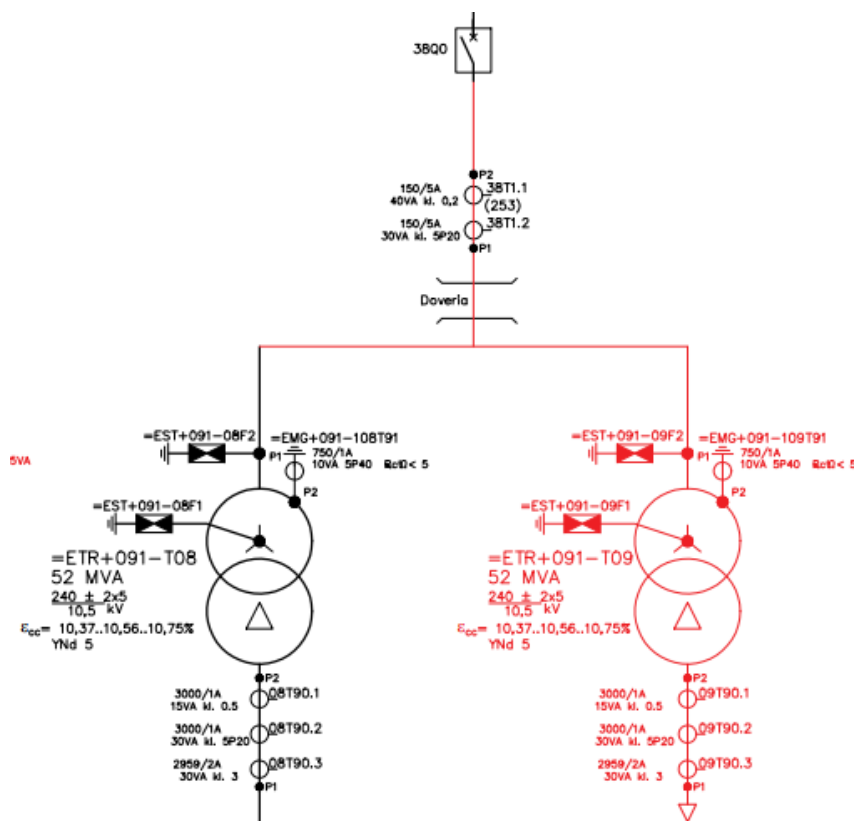 38Q0
P2
150/5A
40VA kl. 0,2
38T1.1
(253)
150/5A
30VA kl. 5P20
38T1.2
P1
Doveria
=EST+091-08F2
=EMG+091-108T91
P1
750/1A
10VA 5P40 RctΩ< 5
P2
=EST+091-08F1
=ETR+091-T08
52 MVA
240 ± 2x5
10,5 kV
εcc= 10,37..10,56..10,75%
YNd 5
P2
3000/1A
15VA kl. 0.5
08T90.1
3000/1A
30VA kl. 5P20
08T90.2
2959/2A
30VA kl. 3
08T90.3
P1
5VA
=EST+091-09F2
=EMG+091-109T91
P1
750/1A
10VA 5P40 RctΩ< 5
P2
=EST+091-09F1
=ETR+091-T09
52 MVA
240 ± 2x5
10,5 kV
εcc= 10,37..10,56..10,75%
YNd 5
P2
3000/1A
15VA kl. 0.5
09T90.1
3000/1A
30VA kl. 5P20
09T90.2
2959/2A
30VA kl. 3
09T90.3
P1